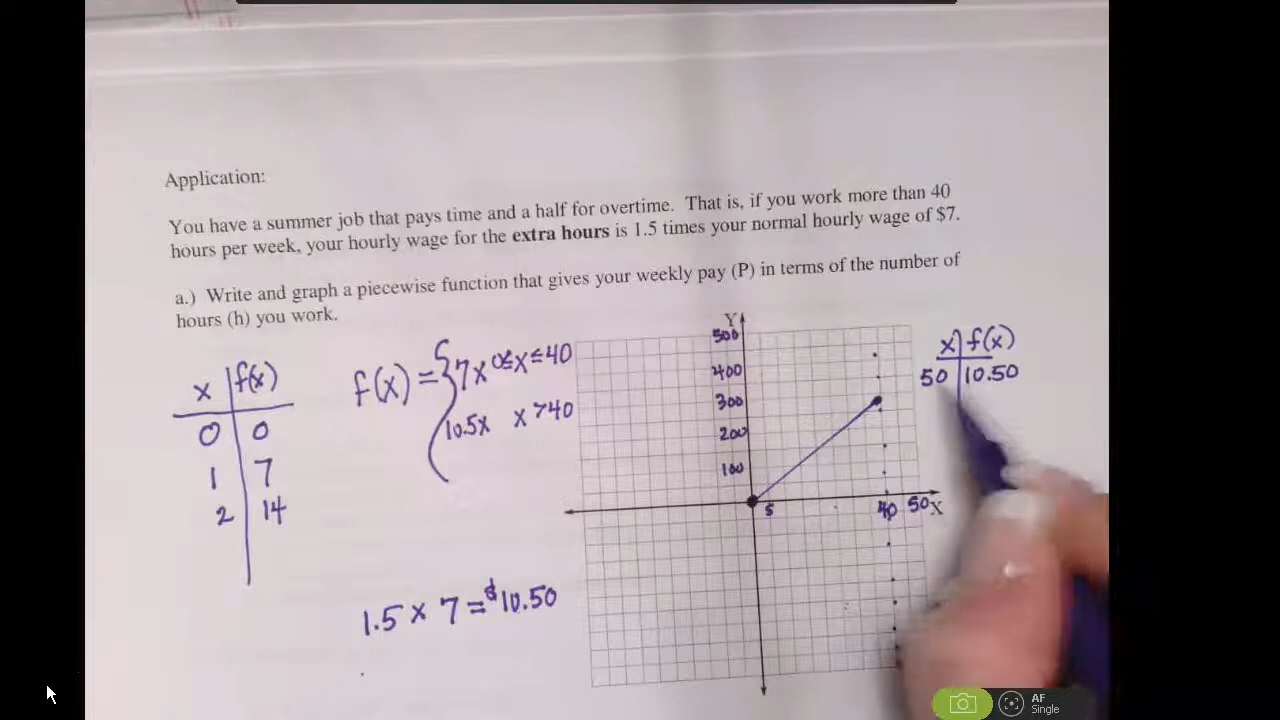 Application:
You have a summer job that pays time and a half for overtime. That is, if you work more than 40
hours per week, your hourly wage for the extra hours is 1.5 times your normal hourly wage of $7.
a.) Write and graph a piecewise function that gives your weekly pay (P) in terms of the number of
hours (h) you work.
x f(x)
0 0
1 7
2 14
f(x) = { 7x 0≤x≤40
10.5x x>40
1.5 × 7 = $10.50
Y
500
400
300
200
100
5 40 50 X
x f(x)
50 10.50
AF
Single